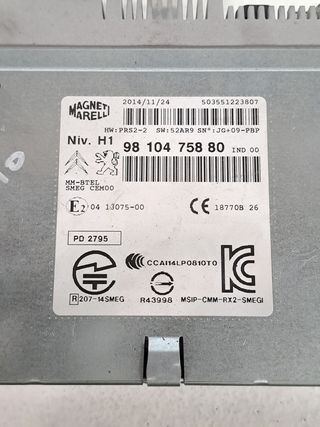 MAGNETI MARELLI
2014/11/24 503551223807
HW:PRS2-2 SW:52AR9 SN°:JG+09-PBP
Niv. H1 98 104 758 80 IND 00
MM-BTEL
SMEG CEM00
E2 04 13075-00 CE 18770B 26
PD 2795
CCAI14LP0810T0
R 207-14SMEG R43998 MSIP-CMM-RX2-SMEGI